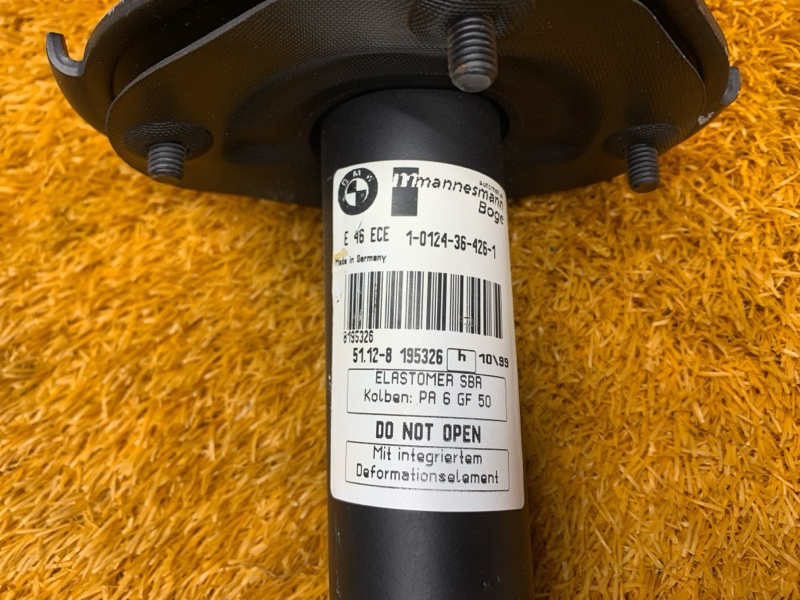 BMW
mannesmann
Boge
E 46 ECE 1-0124-36-426-1
Made in Germany
8195326
51.12-8 195326 h 10\99
ELASTOMER SBR
Kolben: PA 6 GF 50
DO NOT OPEN
Mit integriertem
Deformationselement